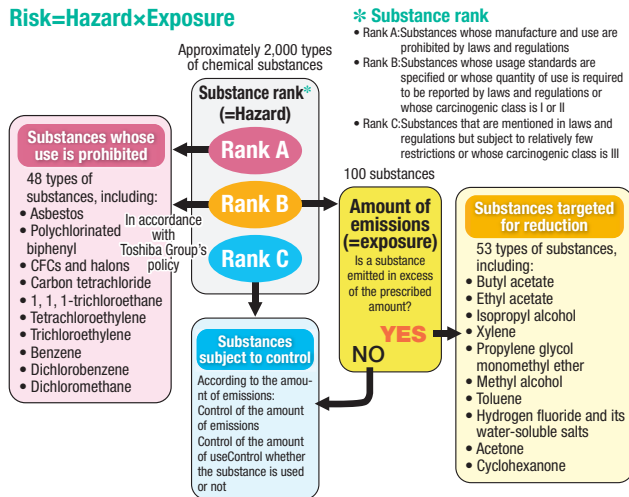 Risk=Hazard×Exposure
Approximately 2,000 types
of chemical substances
Substance rank*
(=Hazard)
Rank A
Rank B
Rank C
* Substance rank
• Rank A:Substances whose manufacture and use are
prohibited by laws and regulations
• Rank B:Substances whose usage standards are
specified or whose quantity of use is required
to be reported by laws and regulations or
whose carcinogenic class is I or II
• Rank C:Substances that are mentioned in laws and
regulations but subject to relatively few
restrictions or whose carcinogenic class is III
Substances whose
use is prohibited
48 types of
substances, including:
• Asbestos
• Polychlorinated
biphenyl
• CFCs and halons
• Carbon tetrachloride
• 1, 1, 1-trichloroethane
• Tetrachloroethylene
• Trichloroethylene
• Benzene
• Dichlorobenzene
• Dichloromethane
In accordance
with
Toshiba Group's
policy
100 substances
Amount of
emissions
(=exposure)
Is a substance
emitted in excess
of the prescribed
amount?
YES
NO
Substances targeted
for reduction
53 types of substances,
including:
• Butyl acetate
• Ethyl acetate
• Isopropyl alcohol
• Xylene
• Propylene glycol
monomethyl ether
• Methyl alcohol
• Toluene
• Hydrogen fluoride and its
water-soluble salts
• Acetone
• Cyclohexanone
Substances
subject to control
According to the amou-
nt of emissions:
Control of the amount
of emissions
Control of the amount
of useControl whether
the substance is used
or not